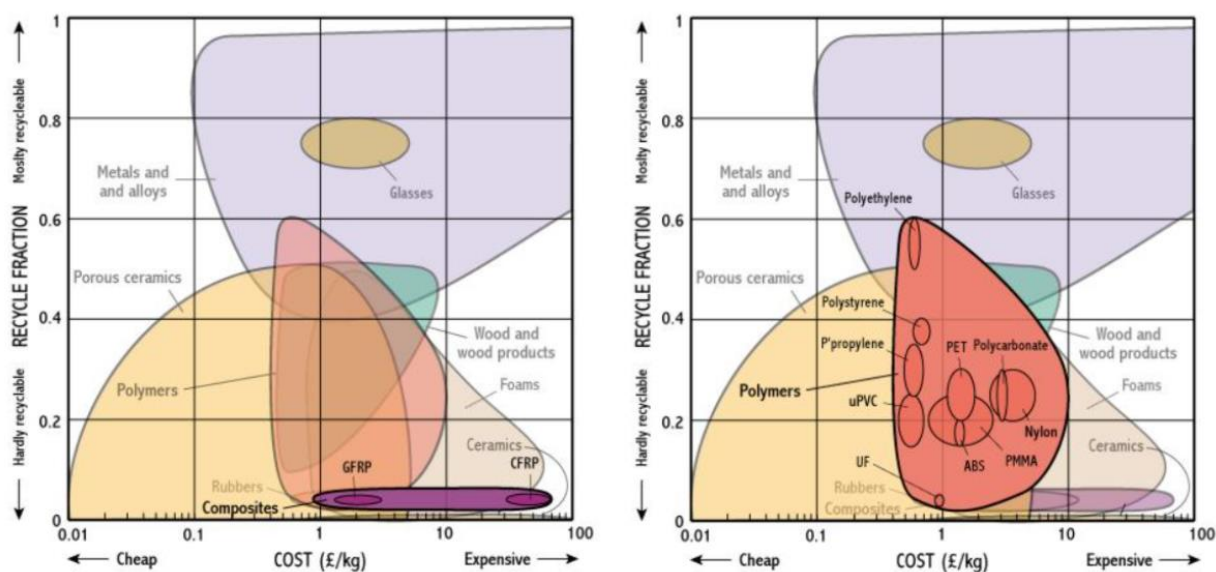 Mosity recycleable
RECYCLE FRACTION
Hardly recyclable
1
0.8
0.6
0.4
0.2
0
Metals and
and alloys
Glasses
Porous ceramics
Wood and
wood products
Polymers
Foams
Ceramics
GFRP
CFRP
Rubbers
Composites
0.01
0.1
1
10
100
Cheap
COST (£/kg)
Expensive
Mosity recycleable
RECYCLE FRACTION
Hardly recyclable
1
0.8
0.6
0.4
0.2
0
Metals and
and alloys
Glasses
Polyethylene
Porous ceramics
Polystyrene
Wood and
wood products
P'propylene
PET
Polycarbonate
Polymers
Foams
uPVC
Nylon
Ceramics
UF
ABS
PMMA
Rubbers
Composites
0.01
0.1
1
10
100
Cheap
COST (£/kg)
Expensive